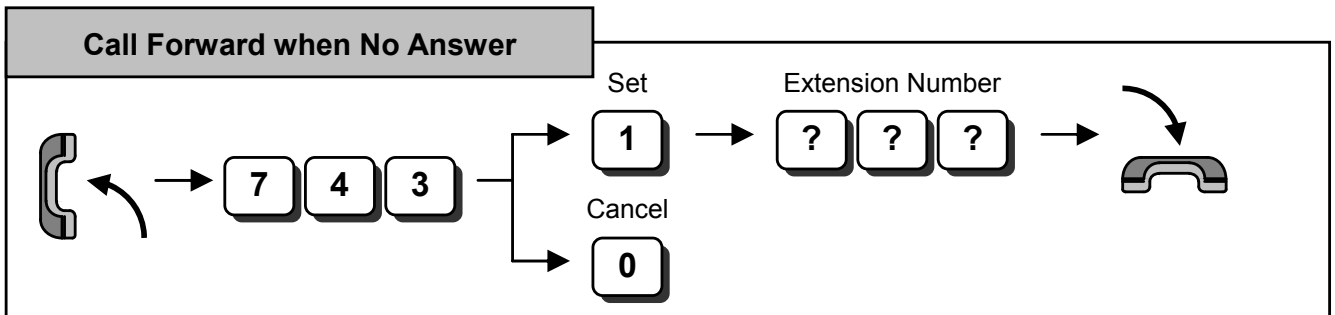 Call Forward when No Answer
Set
Extension Number
7 4 3
1
? ? ?
Cancel
0